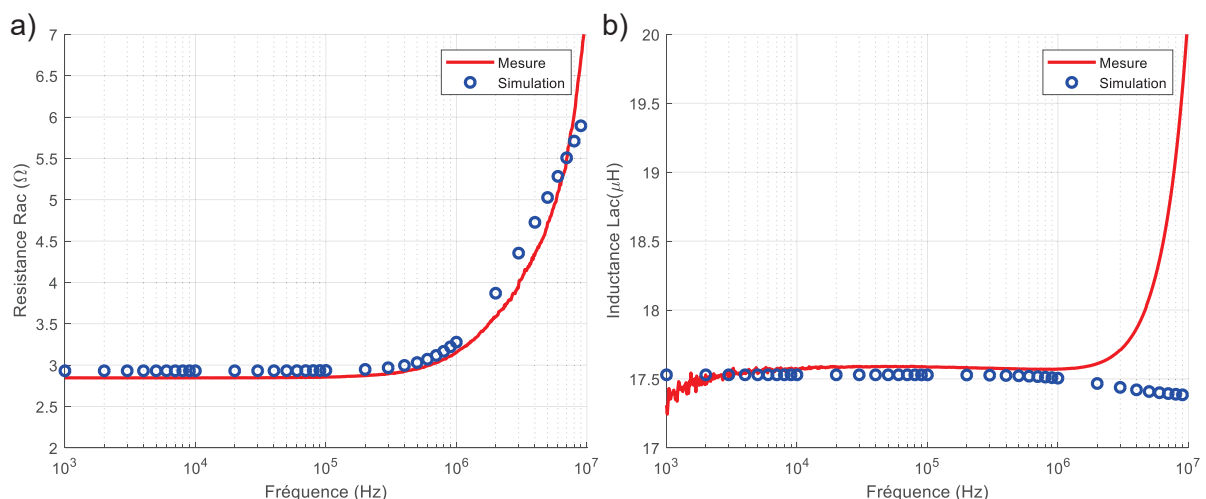 a)
7
6.5
6
5.5
5
4.5
4
3.5
3
2.5
2
Resistance Rac (Ω)
10³ 10⁴ 10⁵ 10⁶ 10⁷
Fréquence (Hz)
Mesure
Simulation
b)
20
19.5
19
18.5
18
17.5
17
Inductance Lac(μH)
10³ 10⁴ 10⁵ 10⁶ 10⁷
Fréquence (Hz)
Mesure
Simulation